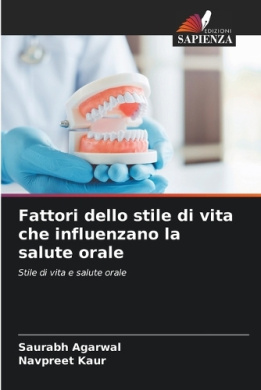 EDIZIONI
SAPIENZA
Fattori dello stile di vita
che influenzano la
salute orale
Stile di vita e salute orale
Saurabh Agarwal
Navpreet Kaur